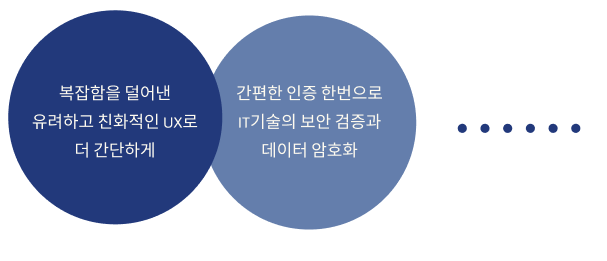 복잡함을 덜어낸
유려하고 친화적인 UX로
더 간단하게
간편한 인증 한번으로
IT기술의 보안 검증과
데이터 암호화